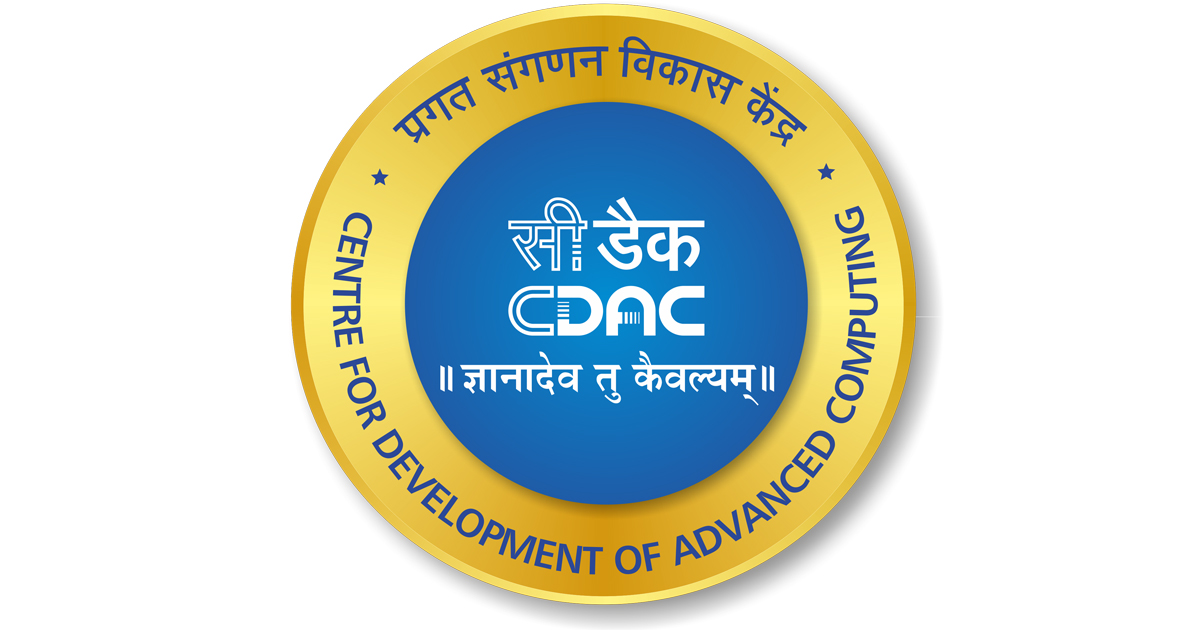 प्रगत संगणन विकास केंद्र
सी डैक
CDAC
॥ ज्ञानादेव तु कैवल्यम् ॥
CENTRE FOR DEVELOPMENT OF ADVANCED COMPUTING